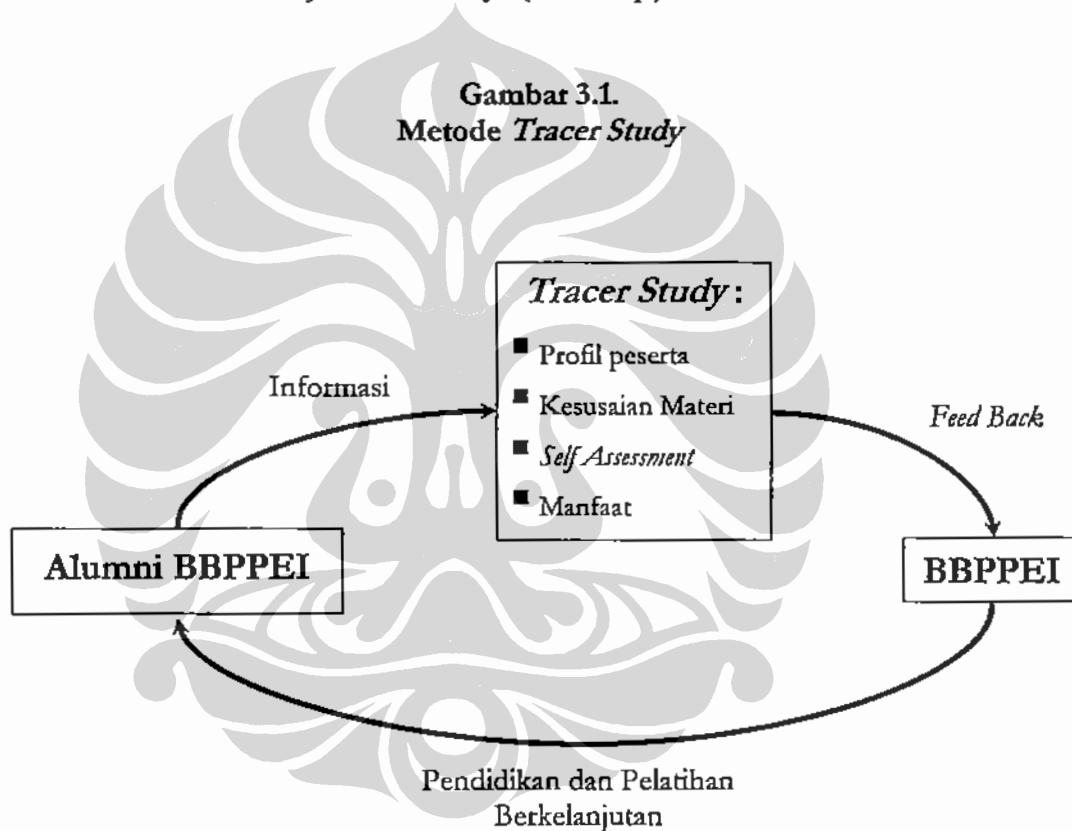 Gambar 3.1.
Metode Tracer Study
Tracer Study :
■ Profil peserta
■ Kesusaian Materi
■ Self Assessment
■ Manfaat
Informasi
Feed Back
Alumni BBPPEI
BBPPEI
Pendidikan dan Pelatihan
Berkelanjutan